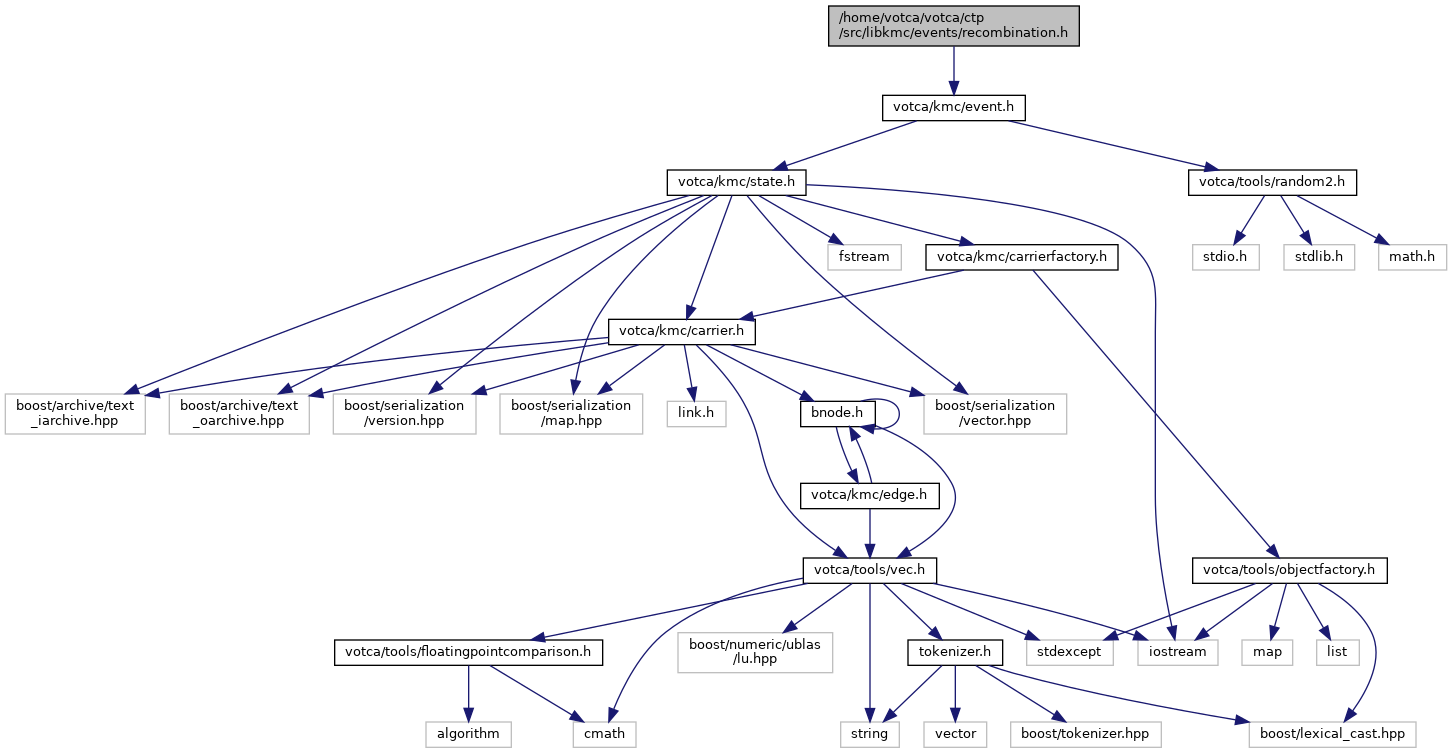 /home/votca/votca/ctp
/src/libkmc/events/recombination.h
votca/kmc/event.h
votca/kmc/state.h
votca/tools/random2.h
fstream
votca/kmc/carrierfactory.h
stdio.h
stdlib.h
math.h
votca/kmc/carrier.h
boost/archive/text
_iarchive.hpp
boost/archive/text
_oarchive.hpp
boost/serialization
/version.hpp
boost/serialization
/map.hpp
link.h
bnode.h
boost/serialization
/vector.hpp
votca/kmc/edge.h
votca/tools/vec.h
votca/tools/objectfactory.h
votca/tools/floatingpointcomparison.h
boost/numeric/ublas
/lu.hpp
tokenizer.h
stdexcept
iostream
map
list
algorithm
cmath
string
vector
boost/tokenizer.hpp
boost/lexical_cast.hpp